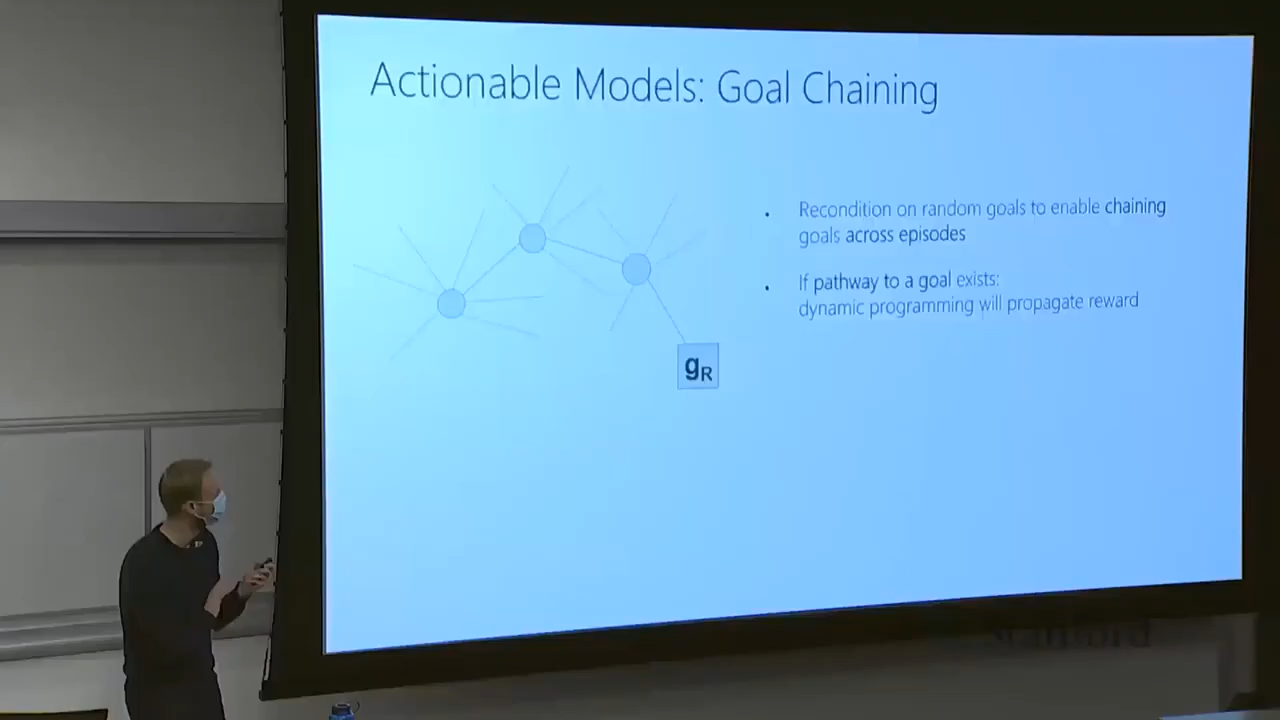 Actionable Models: Goal Chaining
Recondition on random goals to enable chaining
goals across episodes
If pathway to a goal exists:
dynamic programming will propagate reward
gR